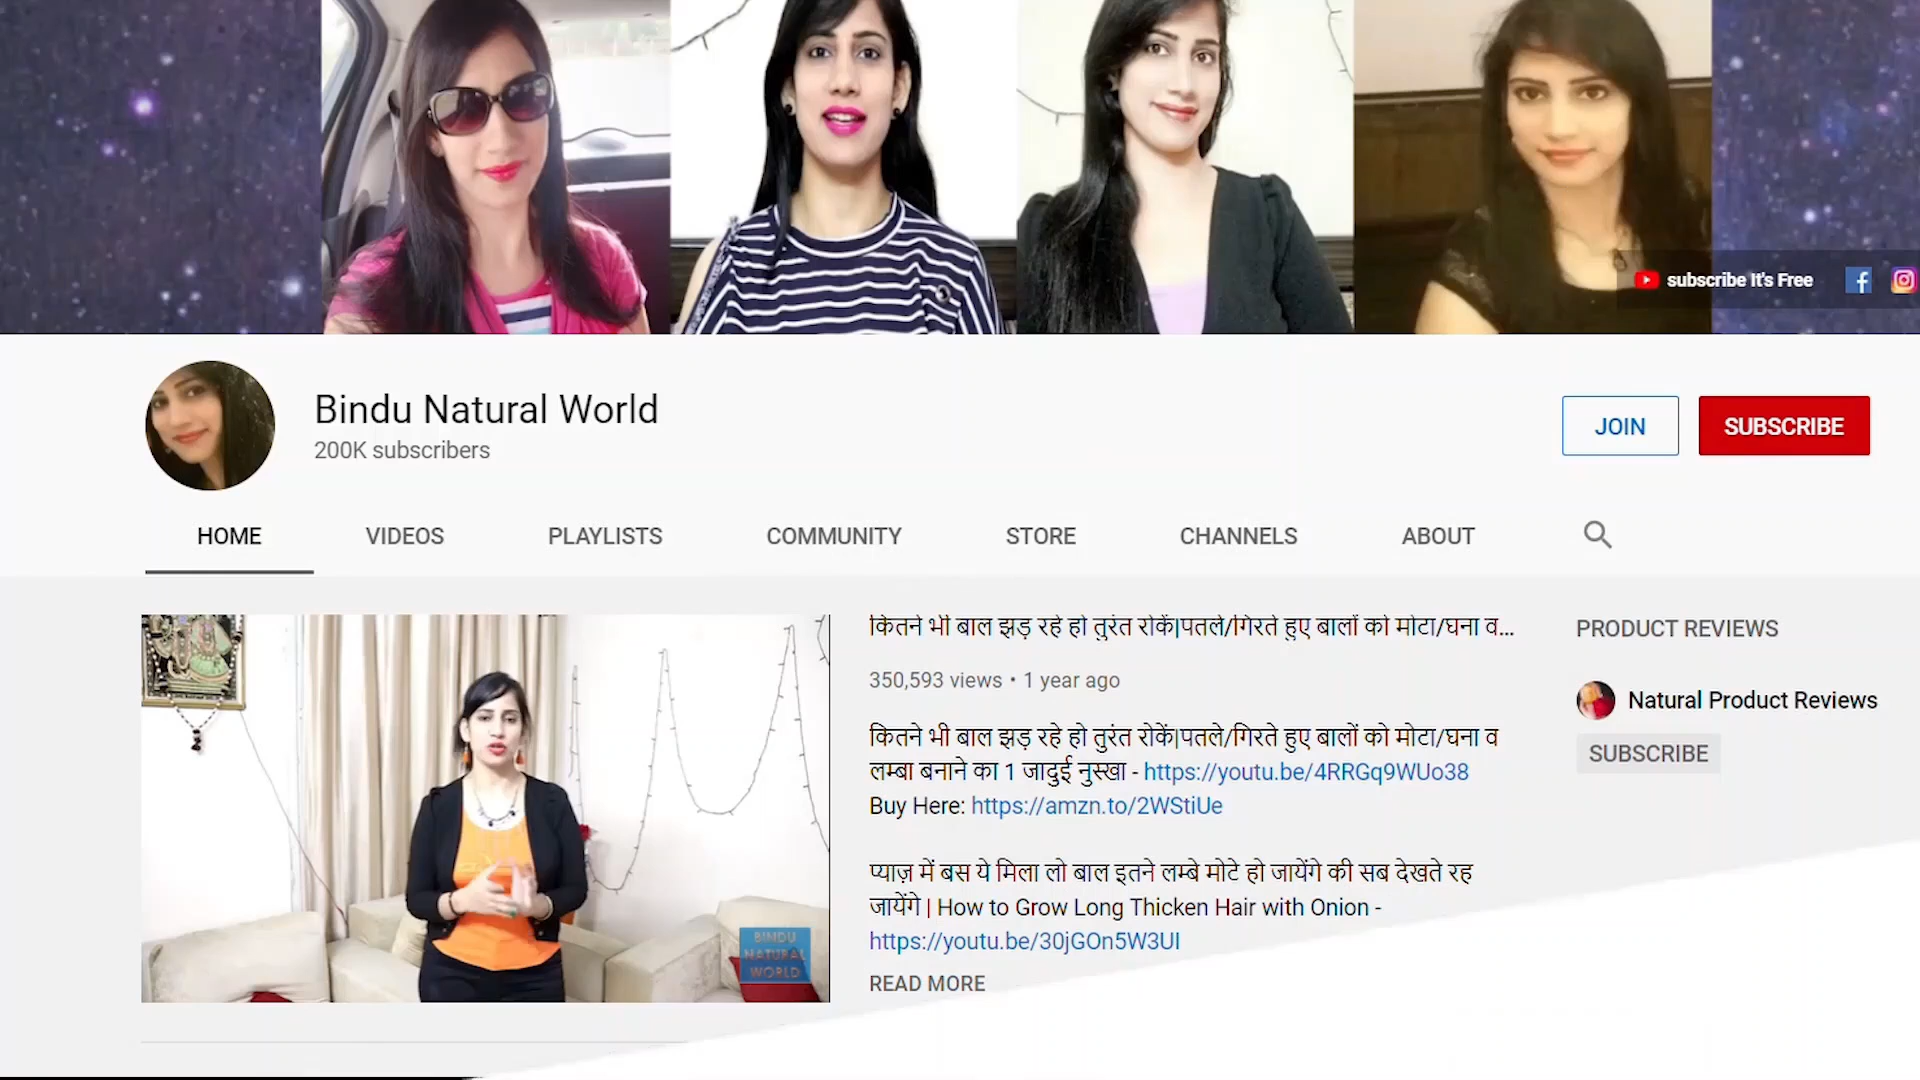 subscribe It's Free
Bindu Natural World
200K subscribers
JOIN
SUBSCRIBE
HOME
VIDEOS
PLAYLISTS
COMMUNITY
STORE
CHANNELS
ABOUT
कितने भी बाल झड़ रहे हो तुरंत रोकें|पतले/गिरते हुए बालों को मोटा/घना व...
350,593 views • 1 year ago
कितने भी बाल झड़ रहे हो तुरंत रोकें|पतले/गिरते हुए बालों को मोटा/घना व
लम्बा बनाने का 1 जादुई नुस्खा - https://youtu.be/4RRGq9WUo38
Buy Here: https://amzn.to/2WStiUe
प्याज़ में बस ये मिला लो बाल इतने लम्बे मोटे हो जायेंगे की सब देखते रह
जायेंगे | How to Grow Long Thicken Hair with Onion -
https://youtu.be/30jGOn5W3UI
READ MORE
PRODUCT REVIEWS
Natural Product Reviews
SUBSCRIBE
BINDU
NATURAL
WORLD